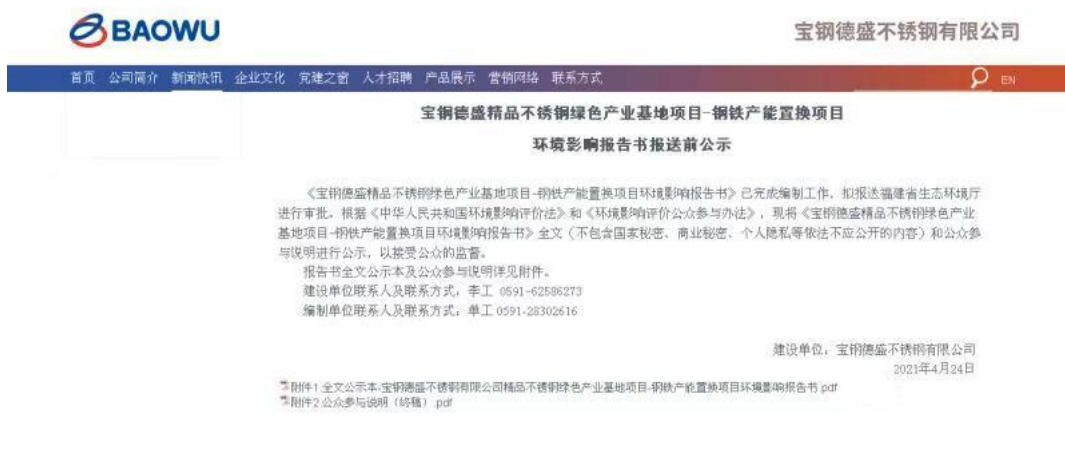 BAOWU
宝钢德盛不锈钢有限公司
首页 公司简介 新闻快讯 企业文化 党建之窗 人才招聘 产品展示 营销网络 联系方式 EN
宝钢德盛精品不锈钢绿色产业基地项目-钢铁产能置换项目
环境影响报告书报送前公示
《宝钢德盛精品不锈钢绿色产业基地项目-钢铁产能置换项目环境影响报告书》已完成编制工作，拟报送福建省生态环境厅
进行审批。根据《中华人民共和国环境影响评价法》和《环境影响评价公众参与办法》，现将《宝钢德盛精品不锈钢绿色产业
基地项目-钢铁产能置换项目环境影响报告书》全文（不包含国家秘密、商业秘密、个人隐私等依法不应公开的内容）和公众参
与说明进行公示，以接受公众的监督。
报告书全文公示本及公众参与说明详见附件。
建设单位联系人及联系方式：李工 0591-62586273
编制单位联系人及联系方式：单工 0591-28302616
建设单位：宝钢德盛不锈钢有限公司
2021年4月24日
附件1 全文公示本-宝钢德盛不锈钢有限公司精品不锈钢绿色产业基地项目-钢铁产能置换项目环境影响报告书.pdf
附件2 公众参与说明（终稿）.pdf